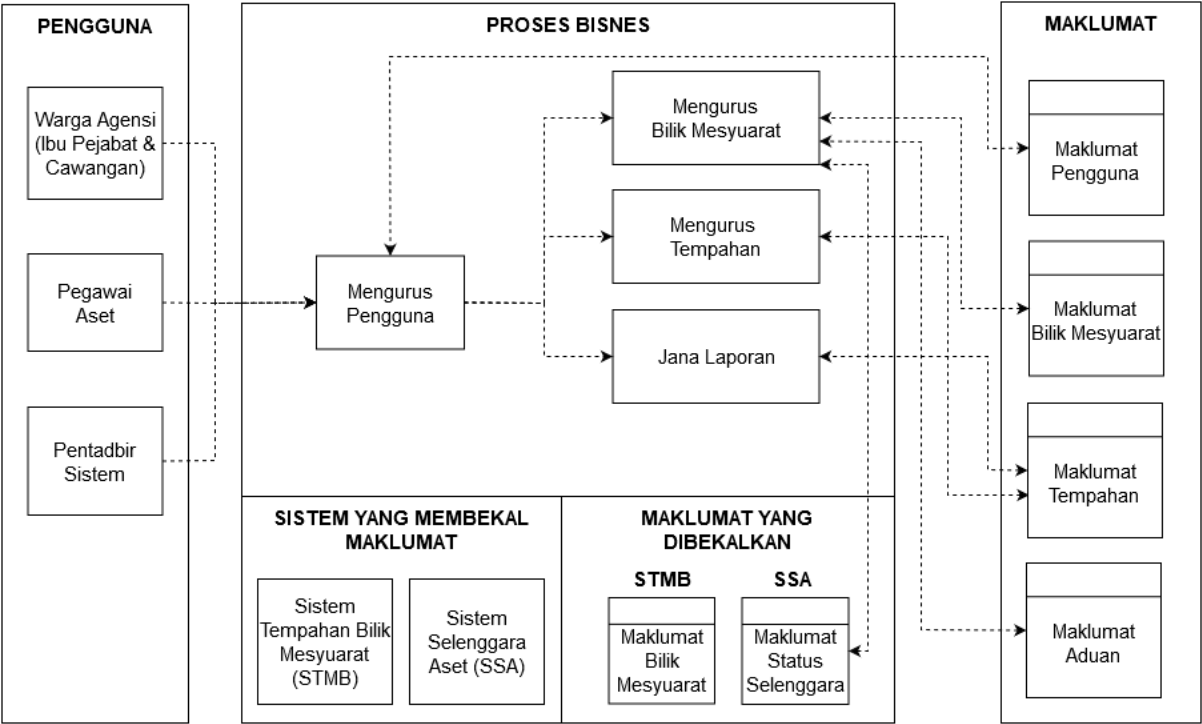 PENGGUNA
Warga Agensi
(Ibu Pejabat &
Cawangan)
Pegawai
Aset
Pentadbir
Sistem
PROSES BISNES
Mengurus
Pengguna
Mengurus
Bilik Mesyuarat
Mengurus
Tempahan
Jana Laporan
SISTEM YANG MEMBEKAL
MAKLUMAT
Sistem
Tempahan Bilik
Mesyuarat
(STMB)
Sistem
Selenggara
Aset (SSA)
MAKLUMAT YANG
DIBEKALKAN
STMB
Maklumat
Bilik
Mesyuarat
SSA
Maklumat
Status
Selenggara
MAKLUMAT
Maklumat
Pengguna
Maklumat
Bilik Mesyuarat
Maklumat
Tempahan
Maklumat
Aduan